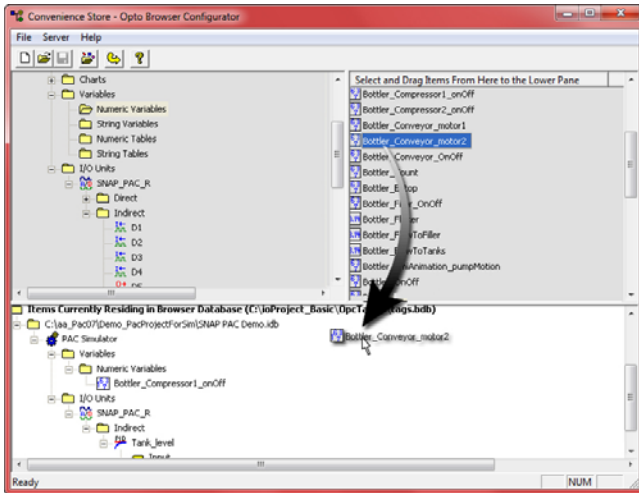 Convenience Store - Opto Browser Configurator
File Server Help
Charts
Variables
Numeric Variables
String Variables
Numeric Tables
String Tables
I/O Units
SNAP_PAC_R
Direct
Indirect
D1
D2
D3
D4
Select and Drag Items From Here to the Lower Pane
Bottler_Compressor1_onOff
Bottler_Compressor2_onOff
Bottler_Conveyor_motor1
Bottler_Conveyor_motor2
Bottler_Conveyor_OnOff
Items Currently Residing in Browser Database (C:\ioProject_Basic\
C:\aa_Pac07\Demo_PacProjectForSim\SNAP PAC Demo.idb
Bottler_Conveyor_motor2
PAC Simulator
Variables
Numeric Variables
Bottler_Compressor1_onOff
I/O Units
SNAP_PAC_R
Indirect
Tank_level
Input
Ready
NUM